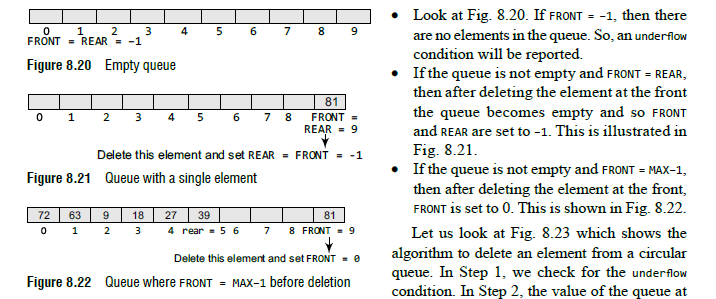 0 1 2 3 4 5 6 7 8 9
FRONT = REAR = –1
Figure 8.20 Empty queue
81
0 1 2 3 4 5 6 7 8 FRONT =
REAR = 9
Delete this element and set REAR = FRONT = –1
Figure 8.21 Queue with a single element
72 63 9 18 27 39 81
0 1 2 3 4 rear = 5 6 7 8 FRONT = 9
Delete this element and set FRONT = 0
Figure 8.22 Queue where FRONT = MAX–1 before deletion
• Look at Fig. 8.20. If FRONT = –1, then there
are no elements in the queue. So, an underflow
condition will be reported.
• If the queue is not empty and FRONT = REAR,
then after deleting the element at the front
the queue becomes empty and so FRONT
and REAR are set to –1. This is illustrated in
Fig. 8.21.
• If the queue is not empty and FRONT = MAX–1,
then after deleting the element at the front,
FRONT is set to 0. This is shown in Fig. 8.22.
Let us look at Fig. 8.23 which shows the
algorithm to delete an element from a circular
queue. In Step 1, we check for the underflow
condition. In Step 2, the value of the queue at